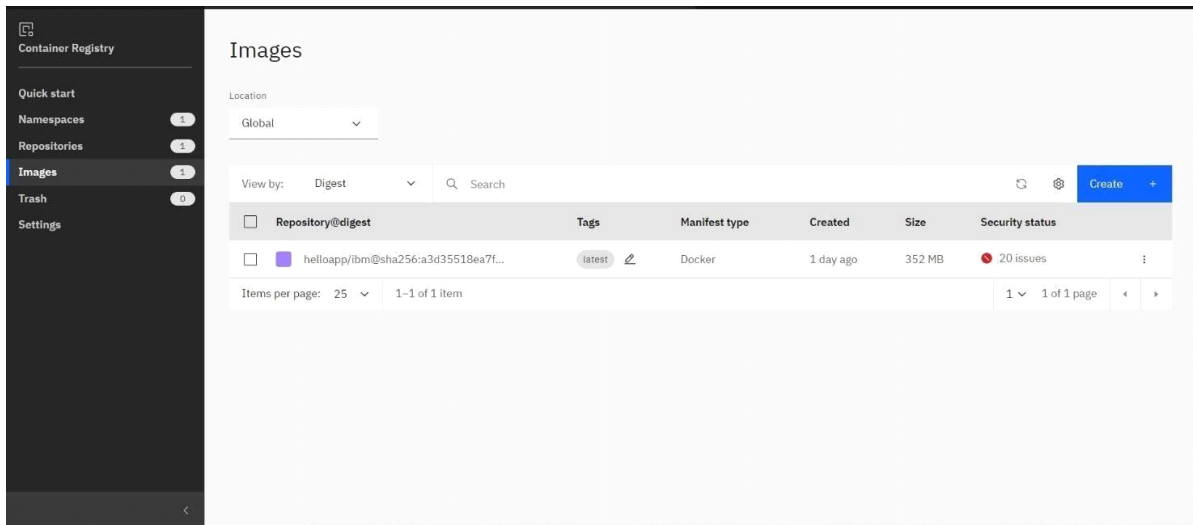 Container Registry
Quick start
Namespaces 1
Repositories 1
Images 1
Trash 0
Settings
Images
Location
Global
View by: Digest Search Create +
Repository@digest Tags Manifest type Created Size Security status
helloapp/ibm@sha256:a3d35518ea7f... latest Docker 1 day ago 352 MB 20 issues
Items per page: 25 1–1 of 1 item 1 1 of 1 page